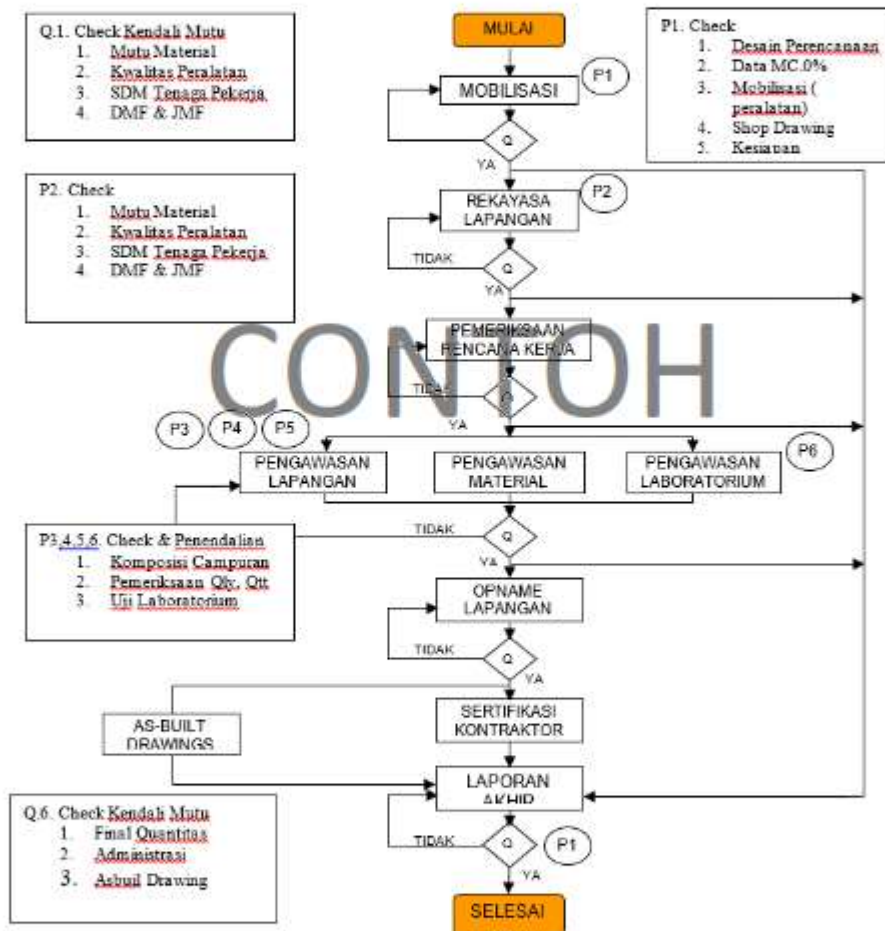 Q.1. Check Kendali Mutu
1. Mutu Material
2. Kwalitas Peralatan
3. SDM Tenaga Pekerja
4. DMF & JMF
MULAI
P1. Check
1. Desain Perencanaan
2. Data MC.0%
3. Mobilisasi (
peralatan)
4. Shop Drawing
5. Kesiapan
MOBILISASI
P1
Q
YA
P2. Check
1. Mutu Material
2. Kwalitas Peralatan
3. SDM Tenaga Pekerja
4. DMF & JMF
REKAYASA
LAPANGAN
P2
TIDAK
Q
YA
CONTOH
PEMERIKSAAN
RENCANA KERJA
TIDAK
Q
YA
P3
P4
P5
P6
PENGAWASAN
LAPANGAN
PENGAWASAN
MATERIAL
PENGAWASAN
LABORATORIUM
P3,4,5,6. Check & Penendalian
1. Komposisi Campuran
2. Pemeriksaan Qly, Qtt
3. Uji Laboratorium
TIDAK
Q
YA
OPNAME
LAPANGAN
TIDAK
Q
YA
AS-BUILT
DRAWINGS
SERTIFIKASI
KONTRAKTOR
LAPORAN
AKHIR
Q.6. Check Kendali Mutu
1. Final Quantitas
2. Administrasi
3. Asbuil Drawing
TIDAK
Q
P1
YA
SELESAI